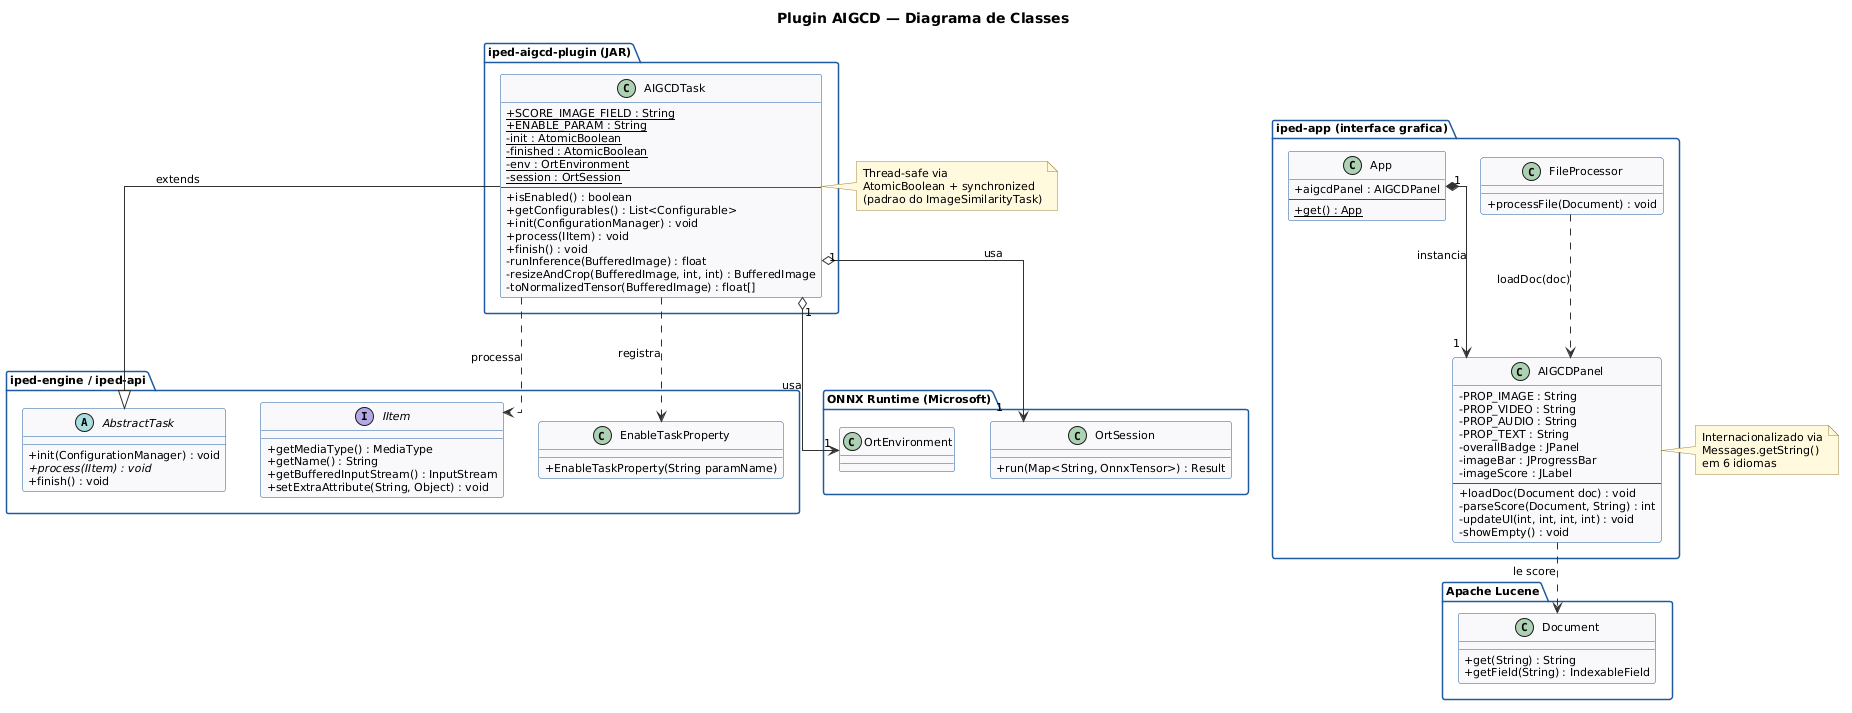 Plugin AIGCD — Diagrama de Classes
iped-aigcd-plugin (JAR)
C AIGCDTask
+SCORE_IMAGE_FIELD : String
+ENABLE_PARAM : String
-init : AtomicBoolean
-finished : AtomicBoolean
-env : OrtEnvironment
-session : OrtSession
+isEnabled() : boolean
+getConfigurables() : List<Configurable>
+init(ConfigurationManager) : void
+process(IItem) : void
+finish() : void
-runInference(BufferedImage) : float
-resizeAndCrop(BufferedImage, int, int) : BufferedImage
-toNormalizedTensor(BufferedImage) : float[]
Thread-safe via
AtomicBoolean + synchronized
(padrao do ImageSimilarityTask)
extends
processa
registra
usa
1
1
usa
1
1
iped-engine / iped-api
A AbstractTask
+init(ConfigurationManager) : void
+process(IItem) : void
+finish() : void
I IItem
+getMediaType() : MediaType
+getName() : String
+getBufferedInputStream() : InputStream
+setExtraAttribute(String, Object) : void
C EnableTaskProperty
+EnableTaskProperty(String paramName)
ONNX Runtime (Microsoft)
C OrtEnvironment
C OrtSession
+run(Map<String, OnnxTensor>) : Result
iped-app (interface grafica)
C App
+aigcdPanel : AIGCDPanel
+get() : App
C FileProcessor
+processFile(Document) : void
1
instancia
1
loadDoc(doc)
C AIGCDPanel
-PROP_IMAGE : String
-PROP_VIDEO : String
-PROP_AUDIO : String
-PROP_TEXT : String
-overallBadge : JPanel
-imageBar : JProgressBar
-imageScore : JLabel
+loadDoc(Document doc) : void
-parseScore(Document, String) : int
-updateUI(int, int, int, int) : void
-showEmpty() : void
Internacionalizado via
Messages.getString()
em 6 idiomas
le score
Apache Lucene
C Document
+get(String) : String
+getField(String) : IndexableField